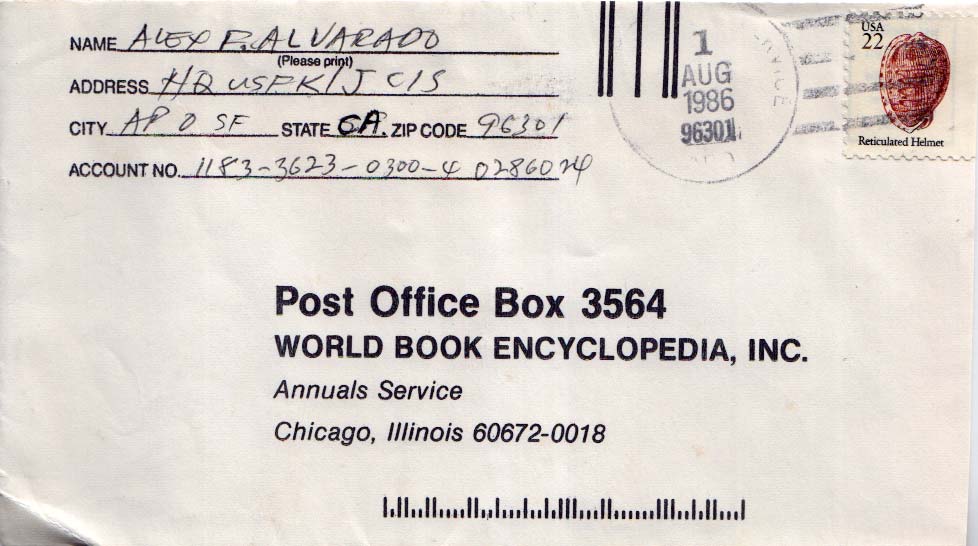 NAME ALEX F. ALVARADO
(Please print)
ADDRESS HQ USFK/J CIS
CITY APO SF STATE CA. ZIP CODE 96301
ACCOUNT NO. 1183-3623-0300-4 0286024
1
AUG
1986
96301
USA
22
Reticulated Helmet
Post Office Box 3564
WORLD BOOK ENCYCLOPEDIA, INC.
Annuals Service
Chicago, Illinois 60672-0018